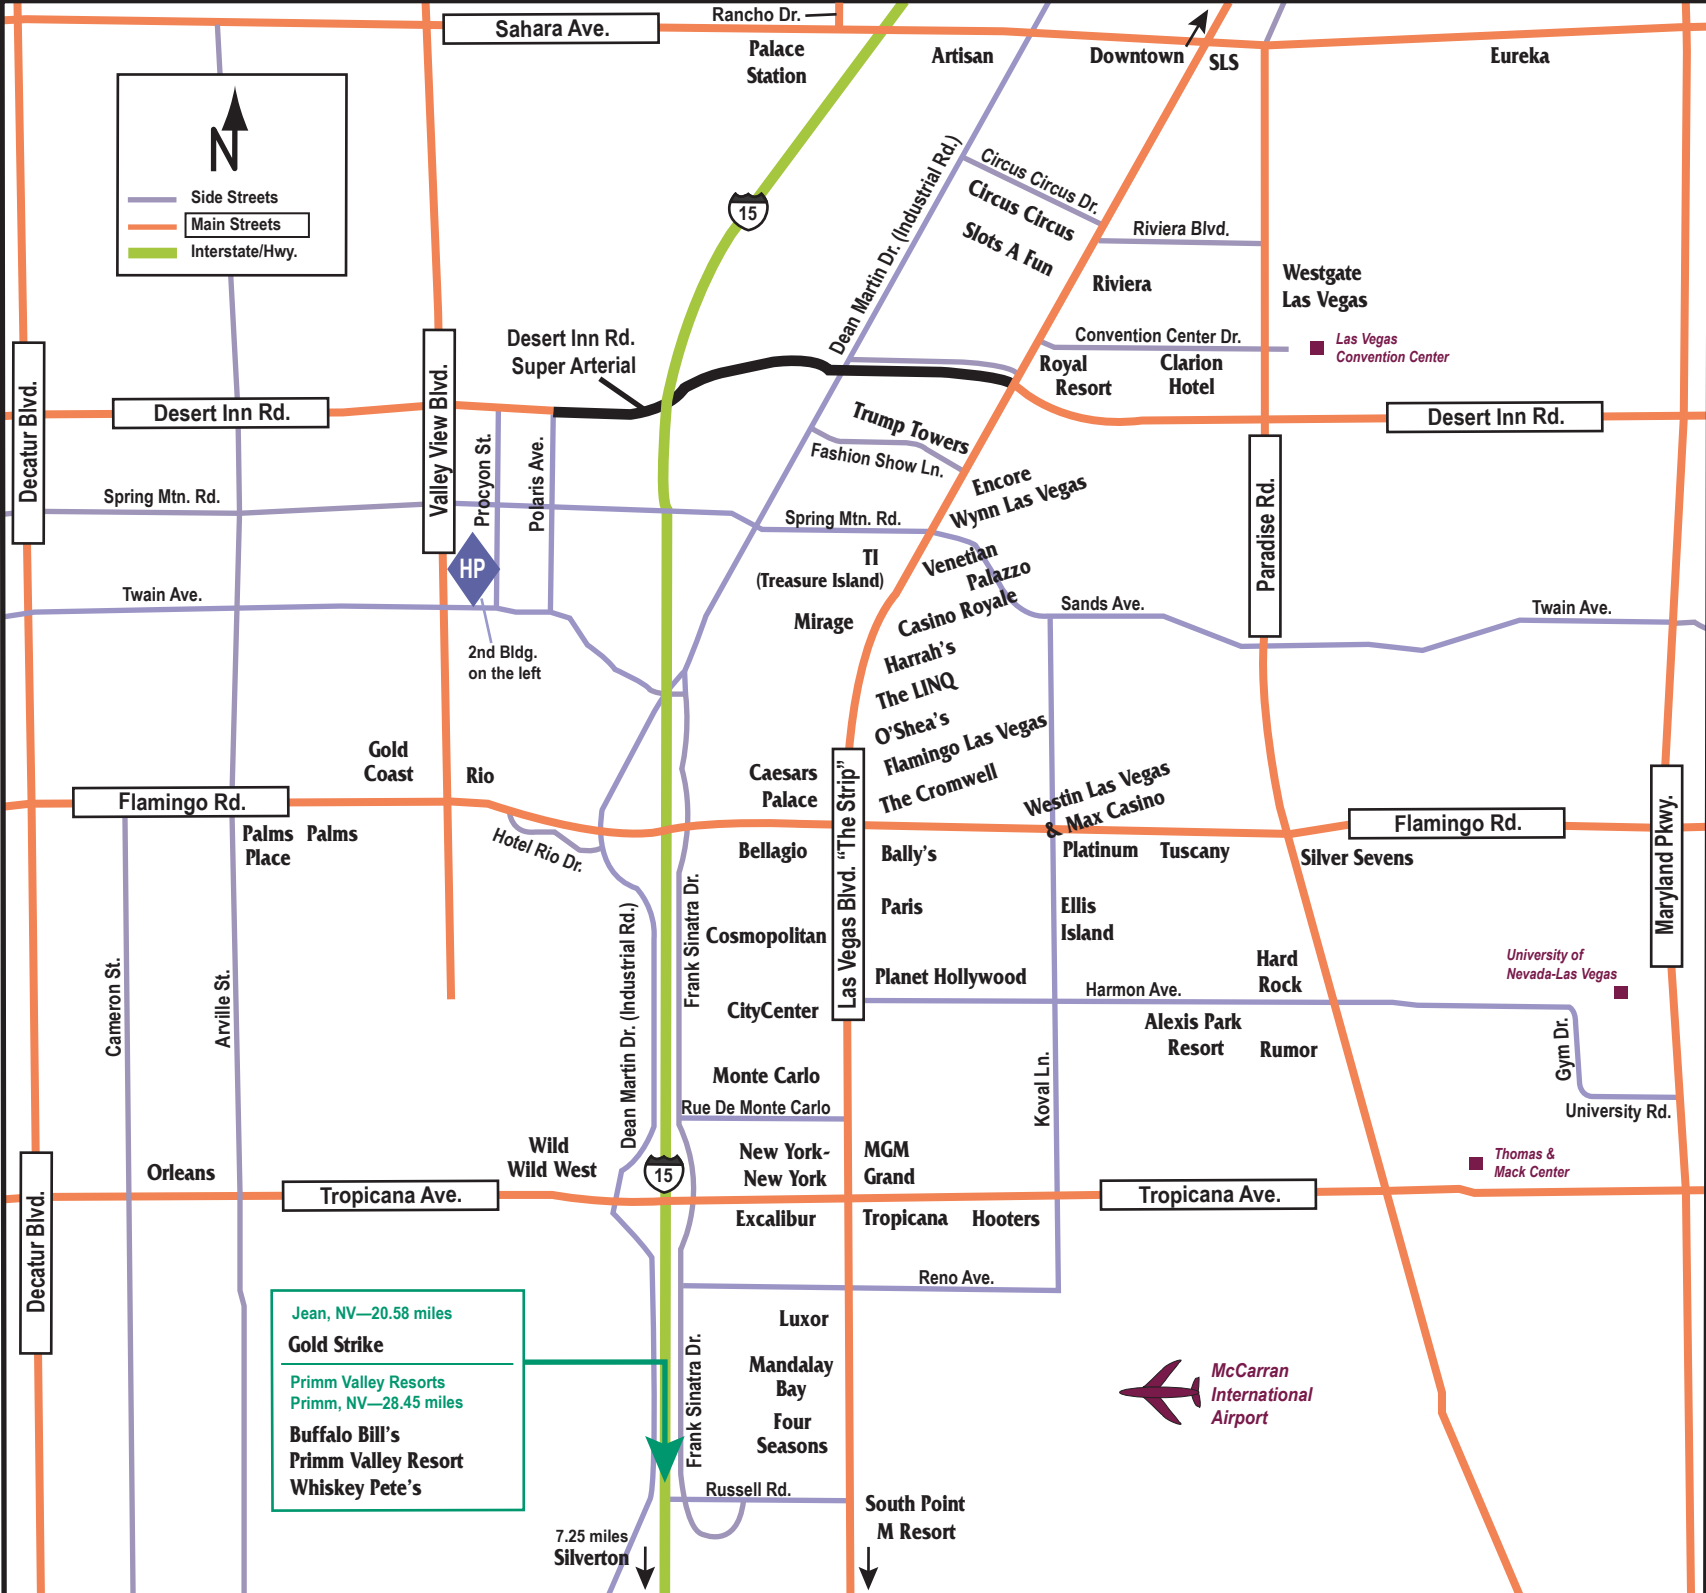 Rancho Dr.
Sahara Ave.
Palace
Station
Artisan
Downtown
SLS
Eureka
N
Side Streets
Main Streets
Interstate/Hwy.
15
Dean Martin Dr. (Industrial Rd.)
Circus Circus Dr.
Circus Circus
Slots A Fun
Riviera Blvd.
Riviera
Westgate
Las Vegas
Convention Center Dr.
Las Vegas
Convention Center
Royal
Resort
Clarion
Hotel
Desert Inn Rd.
Super Arterial
Decatur Blvd.
Valley View Blvd.
Desert Inn Rd.
Desert Inn Rd.
Procyon St.
Polaris Ave.
Trump Towers
Fashion Show Ln.
Encore
Wynn Las Vegas
Paradise Rd.
Spring Mtn. Rd.
Spring Mtn. Rd.
HP
TI
(Treasure Island)
Venetian
Palazzo
Twain Ave.
Casino Royale
Sands Ave.
Twain Ave.
Mirage
2nd Bldg.
on the left
Harrah's
The LINQ
O'Shea's
Flamingo Las Vegas
The Cromwell
Gold
Coast
Rio
Caesars
Palace
Las Vegas Blvd. “The Strip”
Westin Las Vegas
& Max Casino
Maryland Pkwy.
Flamingo Rd.
Flamingo Rd.
Palms
Place
Palms
Hotel Rio Dr.
Bellagio
Bally's
Platinum
Tuscany
Silver Sevens
Cameron St.
Arville St.
Dean Martin Dr. (Industrial Rd.)
Frank Sinatra Dr.
Cosmopolitan
Paris
Ellis
Island
Planet Hollywood
Harmon Ave.
Hard
Rock
University of
Nevada-Las Vegas
CityCenter
Alexis Park
Resort
Rumor
Koval Ln.
Gym Dr.
University Rd.
Monte Carlo
Rue De Monte Carlo
New York-
New York
MGM
Grand
Thomas &
Mack Center
Wild
Wild West
Orleans
15
Tropicana Ave.
Tropicana Ave.
Excalibur
Tropicana
Hooters
Decatur Blvd.
Reno Ave.
Jean, NV—20.58 miles
Gold Strike
Primm Valley Resorts
Primm, NV—28.45 miles
Buffalo Bill's
Primm Valley Resort
Whiskey Pete's
Frank Sinatra Dr.
Luxor
Mandalay
Bay
Four
Seasons
McCarran
International
Airport
Russell Rd.
South Point
M Resort
7.25 miles
Silverton